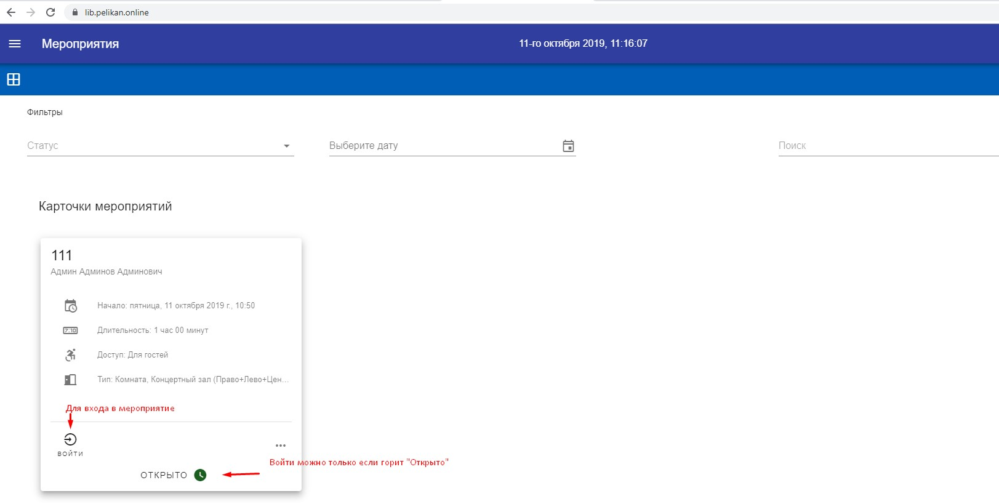 lib.pelikan.online
Мероприятия
11-го октября 2019, 11:16:07
Фильтры
Статус
Выберите дату
Поиск
Карточки мероприятий
111
Админ Админов Админович
Начало: пятница, 11 октября 2019 г., 10:50
7:10
Длительность: 1 час 00 минут
Доступ: Для гостей
Тип: Комната, Концертный зал (Право+Лево+Цен...
Для входа в мероприятие
ВОЙТИ
Войти можно только если горит "Открыто"
ОТКРЫТО